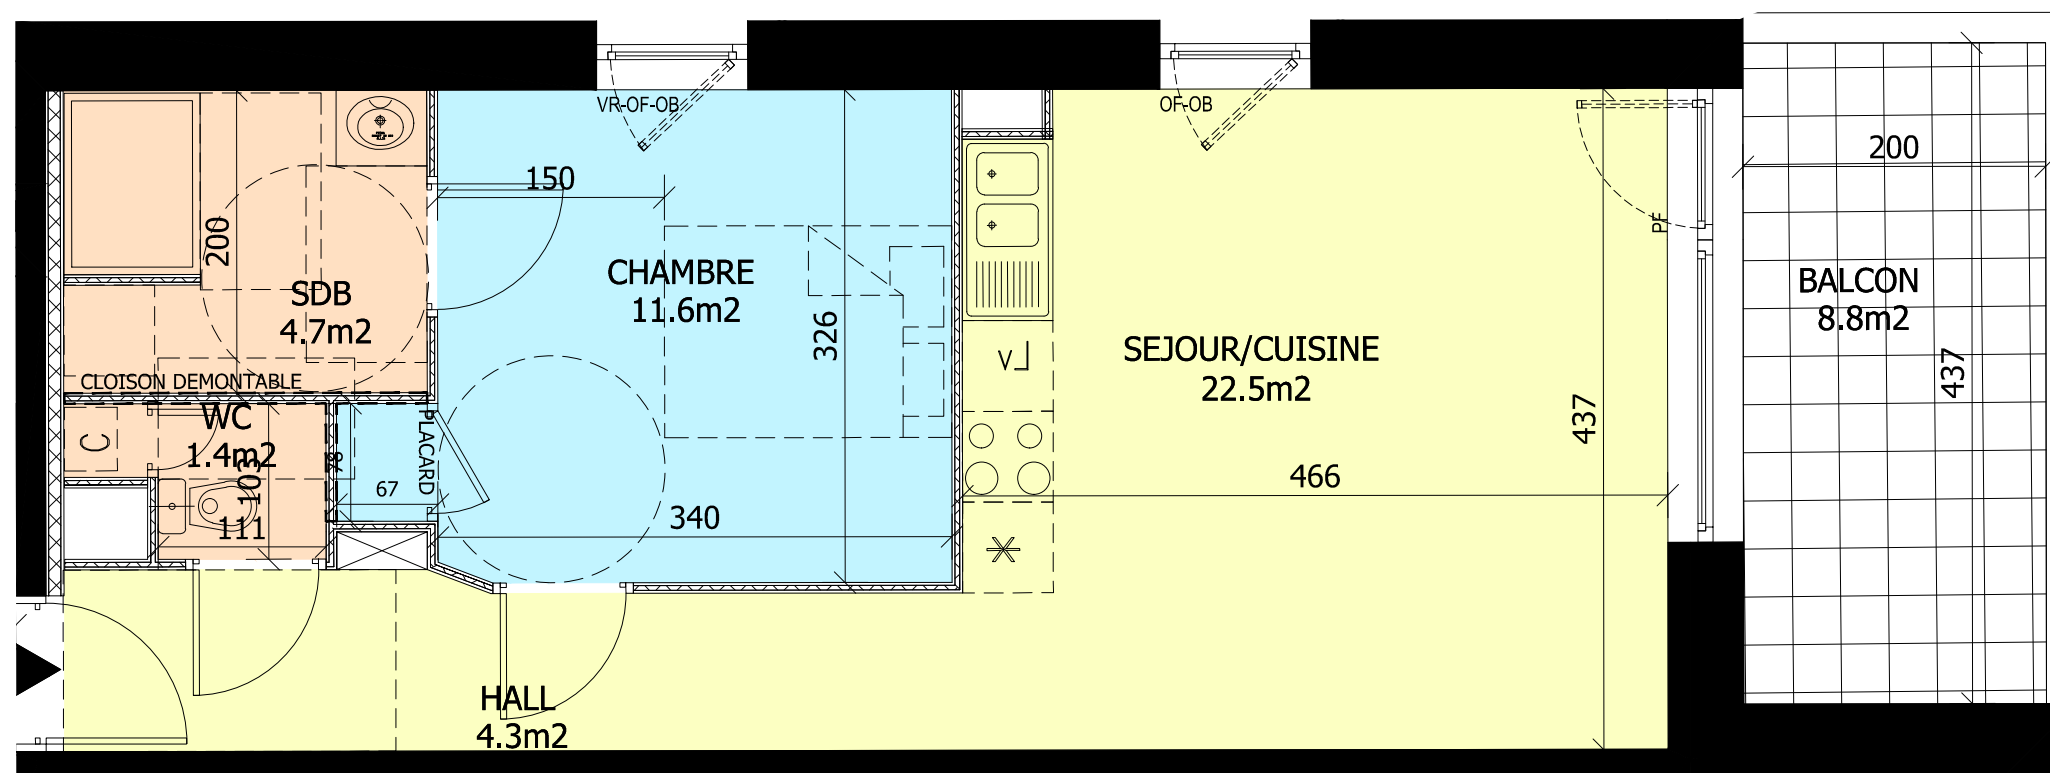 VR-OF-OB
OF-OB
150
200
200
PF
SDB
4.7m2
CHAMBRE
11.6m2
326
SEJOUR/CUISINE
22.5m2
BALCON
8.8m2
437
437
CLOISON DEMONTABLE
WC
1.4m2
C
103
111
78
67
PLACARD
V
466
340
HALL
4.3m2